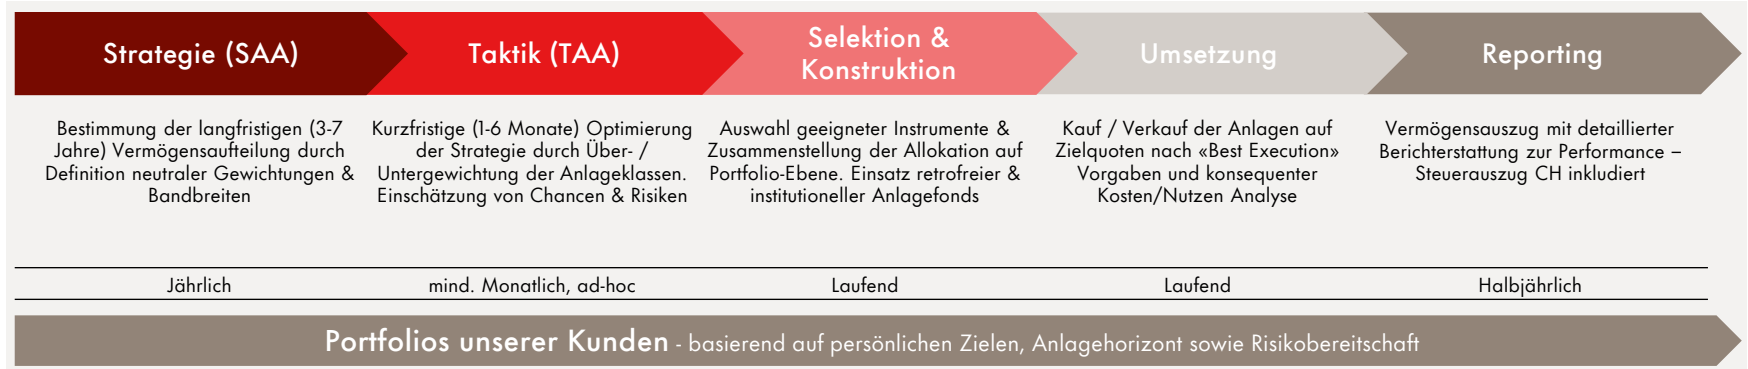 Strategie (SAA)
Taktik (TAA)
Selektion &
Konstruktion
Umsetzung
Reporting
Bestimmung der langfristigen (3-7
Jahre) Vermögensaufteilung durch
Definition neutraler Gewichtungen &
Bandbreiten
Kurzfristige (1-6 Monate) Optimierung
der Strategie durch Über- /
Untergewichtung der Anlageklassen.
Einschätzung von Chancen & Risiken
Auswahl geeigneter Instrumente &
Zusammenstellung der Allokation auf
Portfolio-Ebene. Einsatz retrofreier &
institutioneller Anlagefonds
Kauf / Verkauf der Anlagen auf
Zielquoten nach «Best Execution»
Vorgaben und konsequenter
Kosten/Nutzen Analyse
Vermögensauszug mit detaillierter
Berichterstattung zur Performance –
Steuerauszug CH inkludiert
Jährlich
mind. Monatlich, ad-hoc
Laufend
Laufend
Halbjährlich
Portfolios unserer Kunden - basierend auf persönlichen Zielen, Anlagehorizont sowie Risikobereitschaft